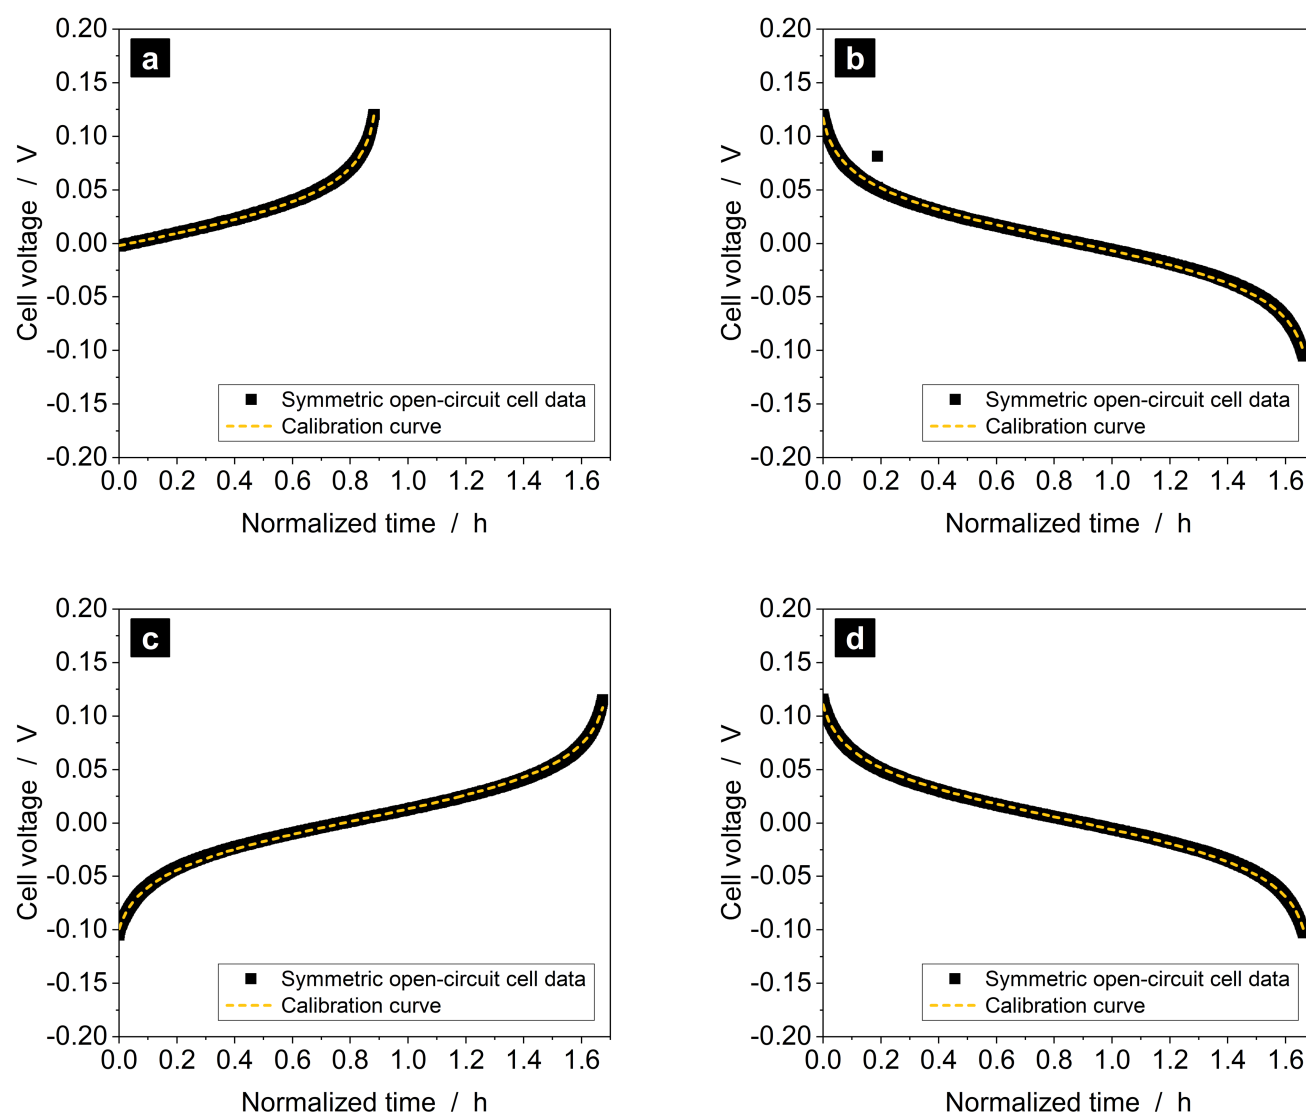 a
0.20
0.15
0.10
0.05
0.00
-0.05
-0.10
-0.15
-0.20
Cell voltage / V
Symmetric open-circuit cell data
Calibration curve
0.0 0.2 0.4 0.6 0.8 1.0 1.2 1.4 1.6
Normalized time / h
b
0.20
0.15
0.10
0.05
0.00
-0.05
-0.10
-0.15
-0.20
Cell voltage / V
Symmetric open-circuit cell data
Calibration curve
0.0 0.2 0.4 0.6 0.8 1.0 1.2 1.4 1.6
Normalized time / h
c
0.20
0.15
0.10
0.05
0.00
-0.05
-0.10
-0.15
-0.20
Cell voltage / V
Symmetric open-circuit cell data
Calibration curve
0.0 0.2 0.4 0.6 0.8 1.0 1.2 1.4 1.6
Normalized time / h
d
0.20
0.15
0.10
0.05
0.00
-0.05
-0.10
-0.15
-0.20
Cell voltage / V
Symmetric open-circuit cell data
Calibration curve
0.0 0.2 0.4 0.6 0.8 1.0 1.2 1.4 1.6
Normalized time / h